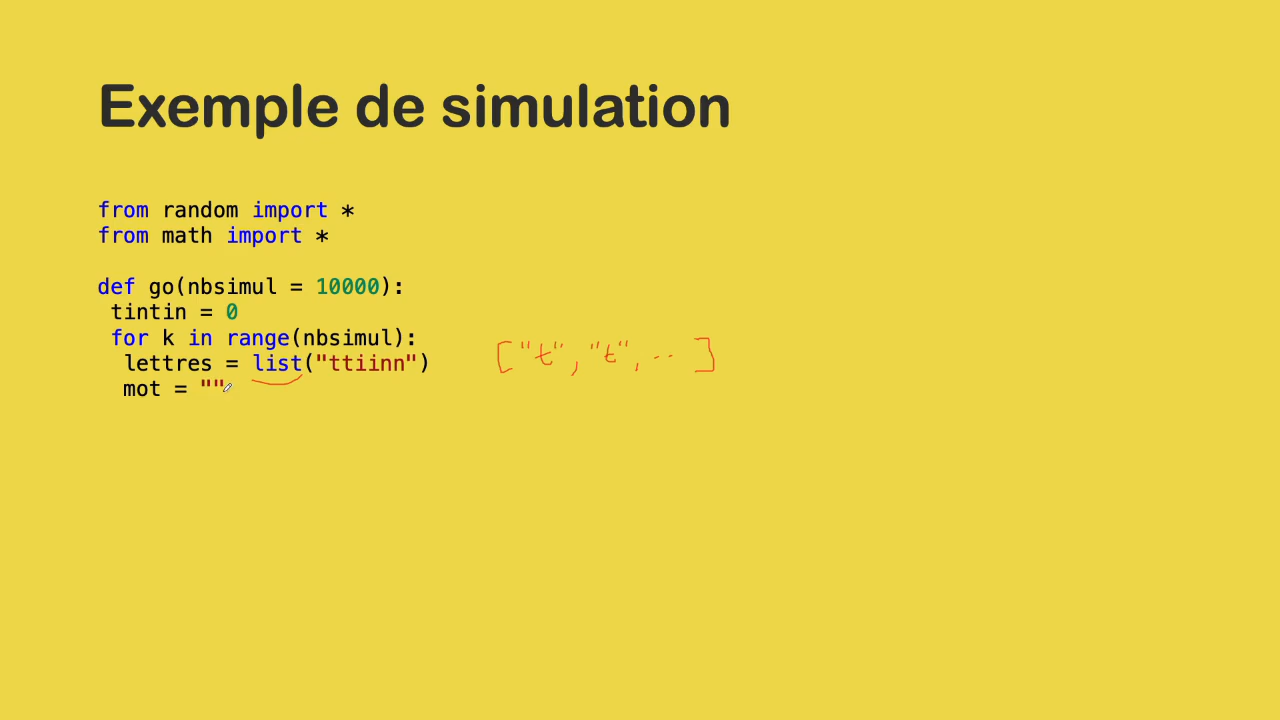 Exemple de simulation
from random import *
from math import *
def go(nbsimul = 10000):
tintin = 0
for k in range(nbsimul):
lettres = list("ttiinn")
["t", "t", .. ]
mot = ""